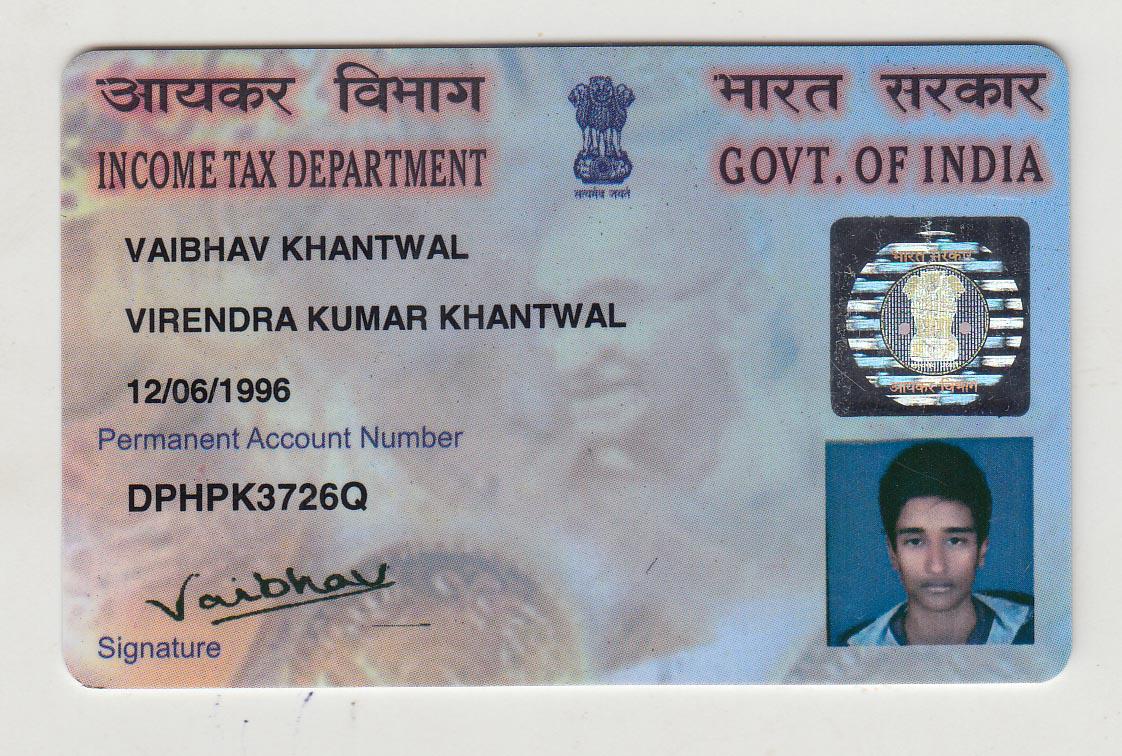 आयकर विभाग
भारत सरकार
INCOME TAX DEPARTMENT
GOVT. OF INDIA
सत्यमेव जयते
VAIBHAV KHANTWAL
VIRENDRA KUMAR KHANTWAL
12/06/1996
Permanent Account Number
DPHPK3726Q
Vaibhav
Signature
भारत सरकार
आयकर विभाग